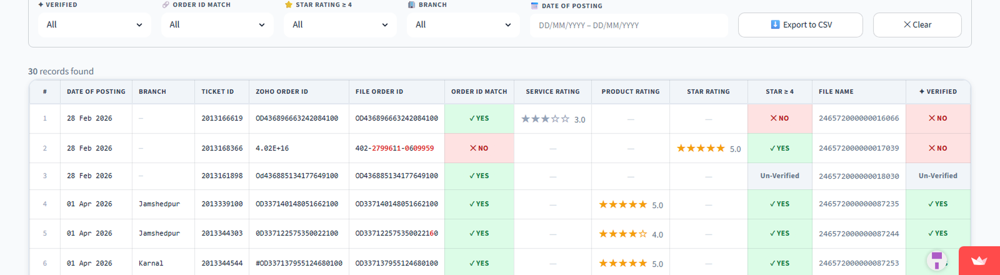 ✦ VERIFIED 🔗 ORDER ID MATCH ⭐ STAR RATING ≥ 4 🏢 BRANCH 📅 DATE OF POSTING
All All All All DD/MM/YYYY – DD/MM/YYYY ⬇️ Export to CSV ✕ Clear
30 records found
# DATE OF POSTING BRANCH TICKET ID ZOHO ORDER ID FILE ORDER ID ORDER ID MATCH SERVICE RATING PRODUCT RATING STAR RATING STAR ≥ 4 FILE NAME ✦ VERIFIED
1 28 Feb 2026 — 2013166619 OD436896663242084100 OD436896663242084100 ✓ YES ★★★☆☆ 3.0 — — ✕ NO 246572000000016066 ✕ NO
2 28 Feb 2026 — 2013168366 4.02E+16 402-2799611-0609959 ✕ NO — — ★★★★★ 5.0 ✓ YES 246572000000017039 ✕ NO
3 28 Feb 2026 — 2013161898 Od436885134177649100 OD436885134177649100 ✓ YES — — — Un-Verified 246572000000018030 Un-Verified
4 01 Apr 2026 Jamshedpur 2013339100 OD337140148051662100 OD337140148051662100 ✓ YES — ★★★★★ 5.0 — ✓ YES 246572000000087235 ✓ YES
5 01 Apr 2026 Jamshedpur 2013344303 0D337122575350022100 OD337122575350022160 ✓ YES — ★★★★☆ 4.0 — ✓ YES 246572000000087244 ✓ YES
6 01 Apr 2026 Karnal 2013344544 #OD337137955124680100 OD337137955124680100 ✓ YES — ★★★★★ 5.0 — ✓ YES 246572000000087253